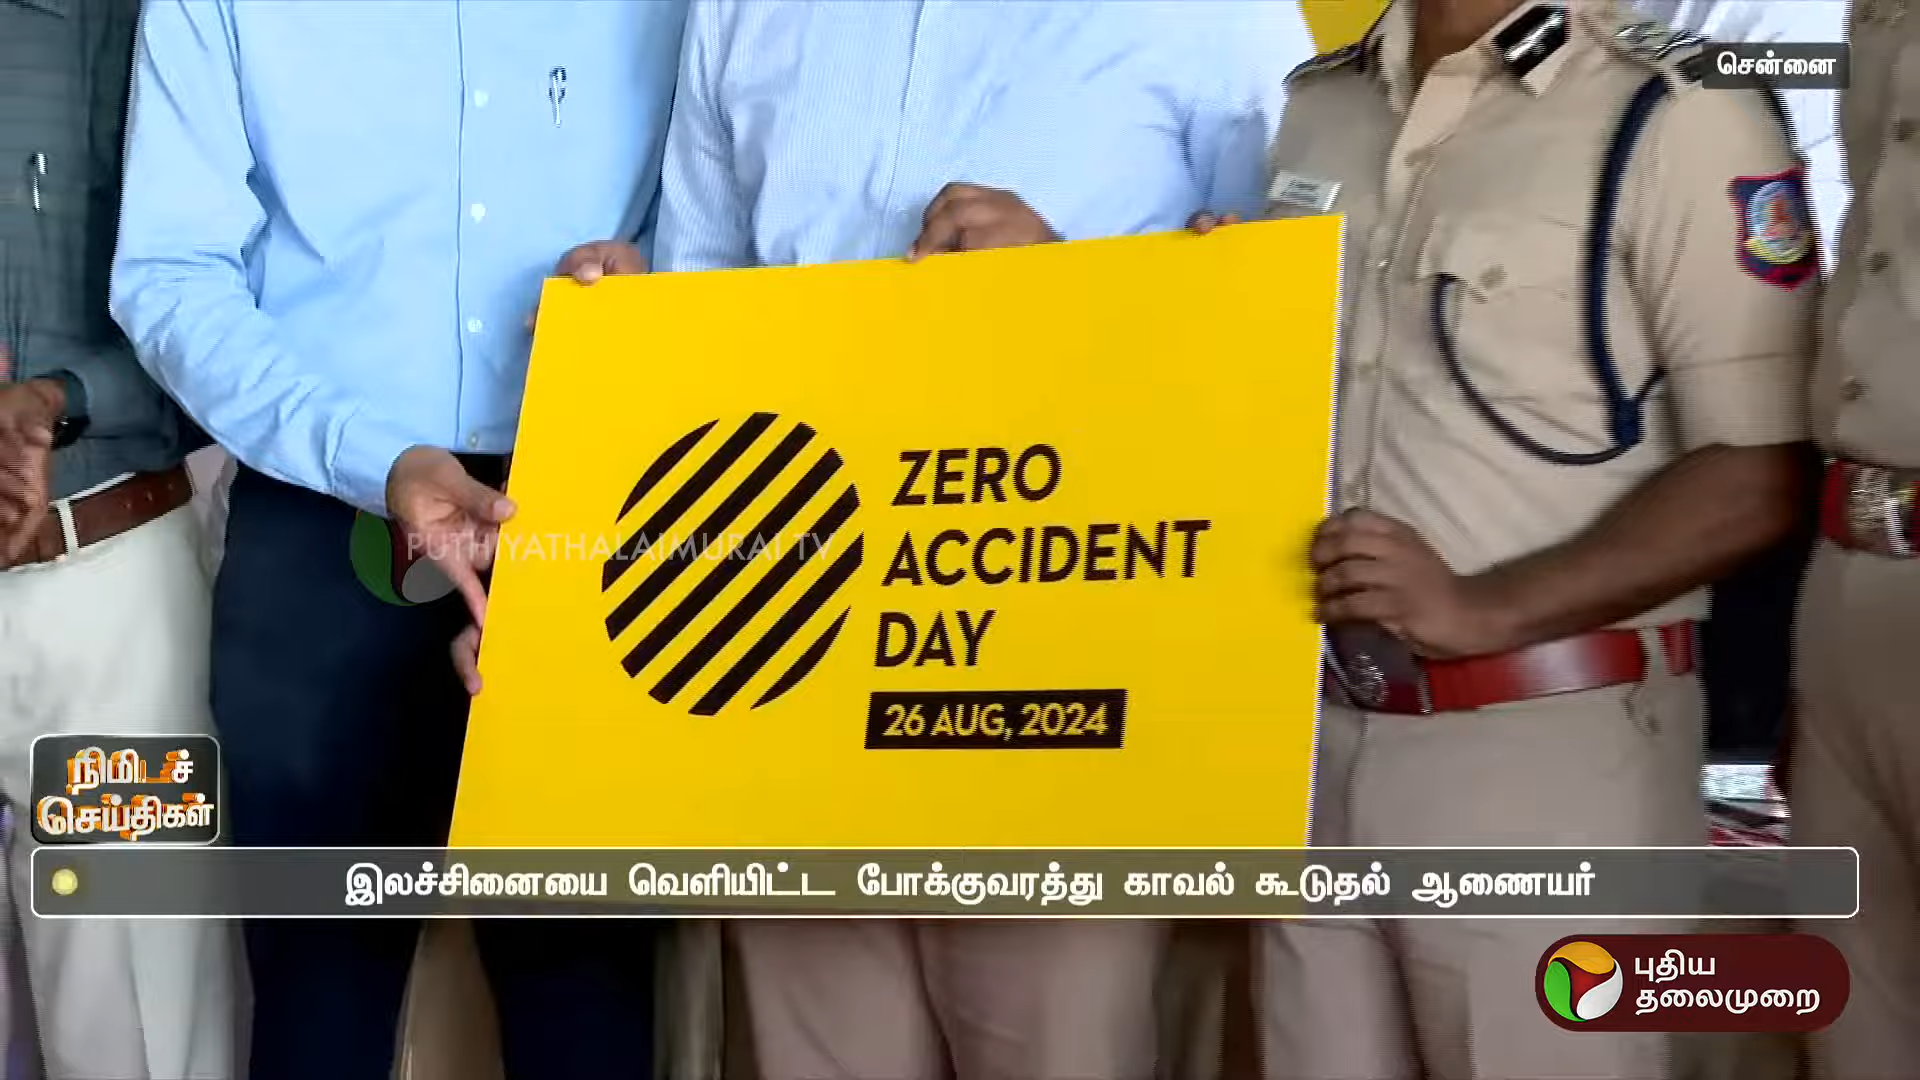 சென்னை
ZERO
ACCIDENT
DAY
26 AUG, 2024
PUTHIYATHALAIMURAI TV
நிமிடச்
செய்திகள்
இலச்சினையை வெளியிட்ட போக்குவரத்து காவல் கூடுதல் ஆணையர்
புதிய
தலைமுறை